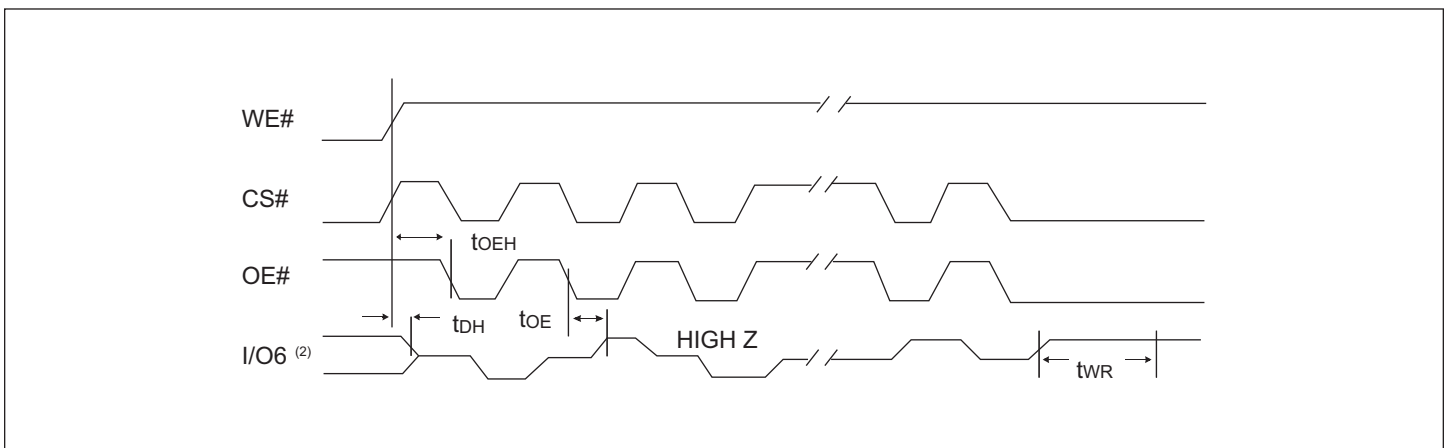 WE#
CS#
tOEH
OE#
tDH
tOE
HIGH Z
I/O6 (2)
tWR